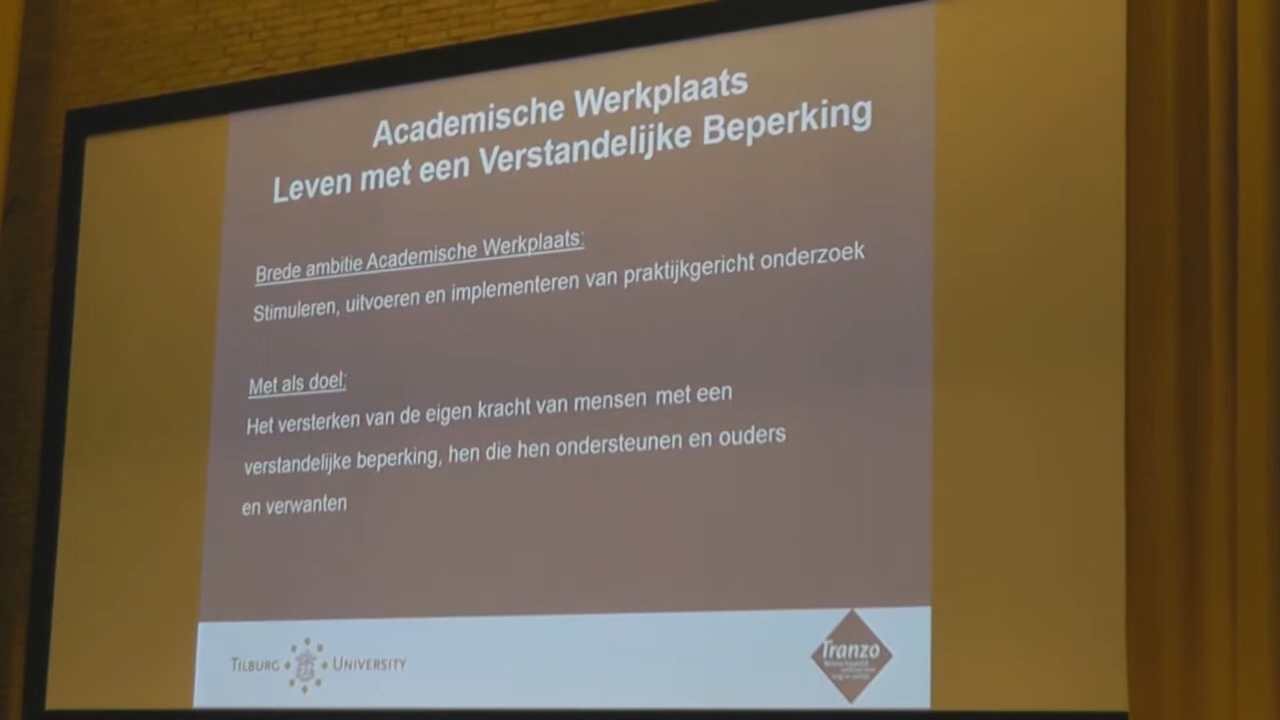 Academische Werkplaats
Leven met een Verstandelijke Beperking
Brede ambitie Academische Werkplaats:
Stimuleren, uitvoeren en implementeren van praktijkgericht onderzoek
Met als doel:
Het versterken van de eigen kracht van mensen met een
verstandelijke beperking, hen die hen ondersteunen en ouders
en verwanten
TILBURG UNIVERSITY
Tranzo